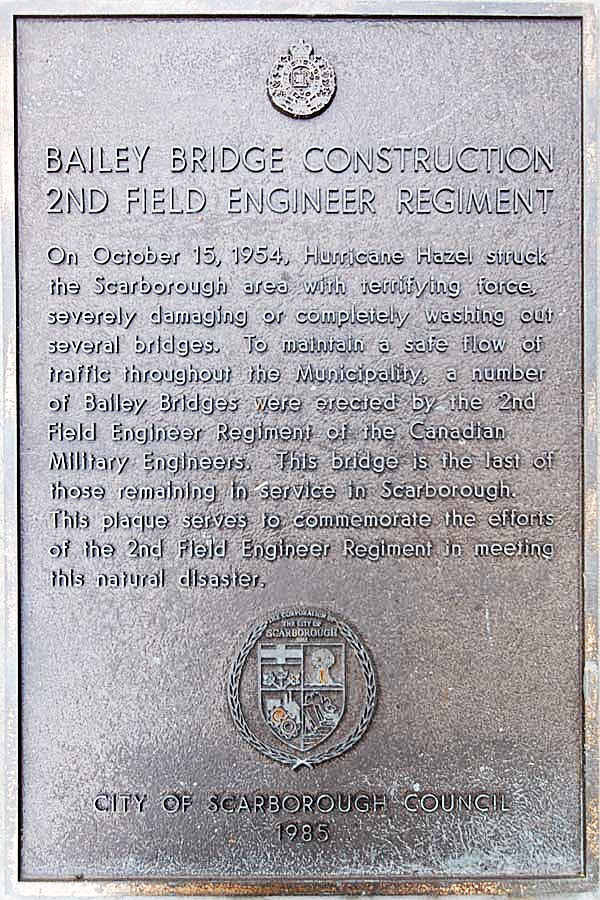 BAILEY BRIDGE CONSTRUCTION
2ND FIELD ENGINEER REGIMENT
On October 15, 1954, Hurricane Hazel struck
the Scarborough area with terrifying force,
severely damaging or completely washing out
several bridges. To maintain a safe flow of
traffic throughout the Municipality, a number
of Bailey Bridges were erected by the 2nd
Field Engineer Regiment of the Canadian
Military Engineers. This bridge is the last of
those remaining in service in Scarborough.
This plaque serves to commemorate the efforts
of the 2nd Field Engineer Regiment in meeting
this natural disaster.
THE CORPORATION OF
THE CITY OF
SCARBOROUGH
CITY OF SCARBOROUGH COUNCIL
1985